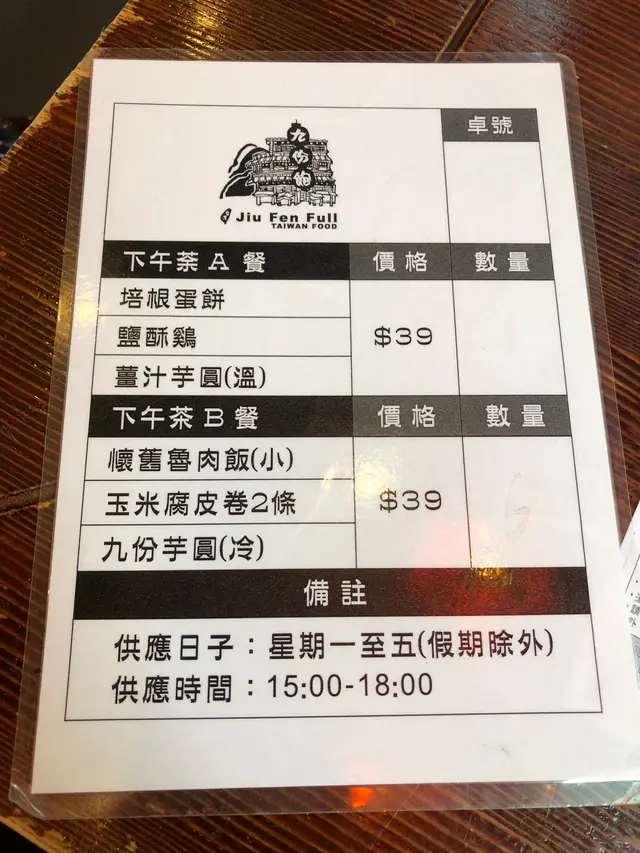 卓號
九份飽
Jiu Fen Full
TAIWAN FOOD
下午茶 A 餐 價格 數量
培根蛋餅
鹽酥鷄
$39
薑汁芋圓(溫)
下午茶 B 餐 價格 數量
懷舊魯肉飯(小)
玉米腐皮卷2條
$39
九份芋圓(冷)
備註
供應日子：星期一至五(假期除外)
供應時間：15:00-18:00